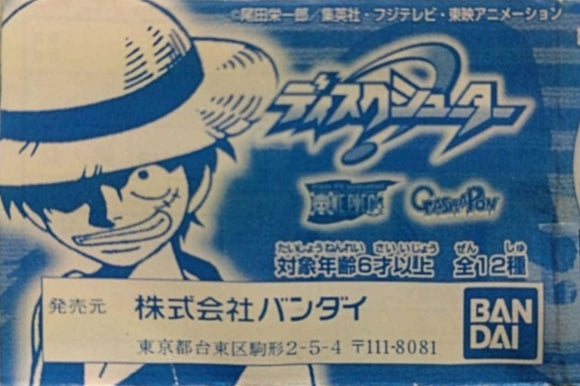 ©尾田栄一郎／集英社・フジテレビ・東映アニメーション
ディスクシューター
ONE PIECE GASHAPON
たいしょうねんれい さいいじょう ぜん しゅ
対象年齢6才以上 全12種
発売元 株式会社バンダイ
東京都台東区駒形2-5-4 〒111-8081
BAN
DAI